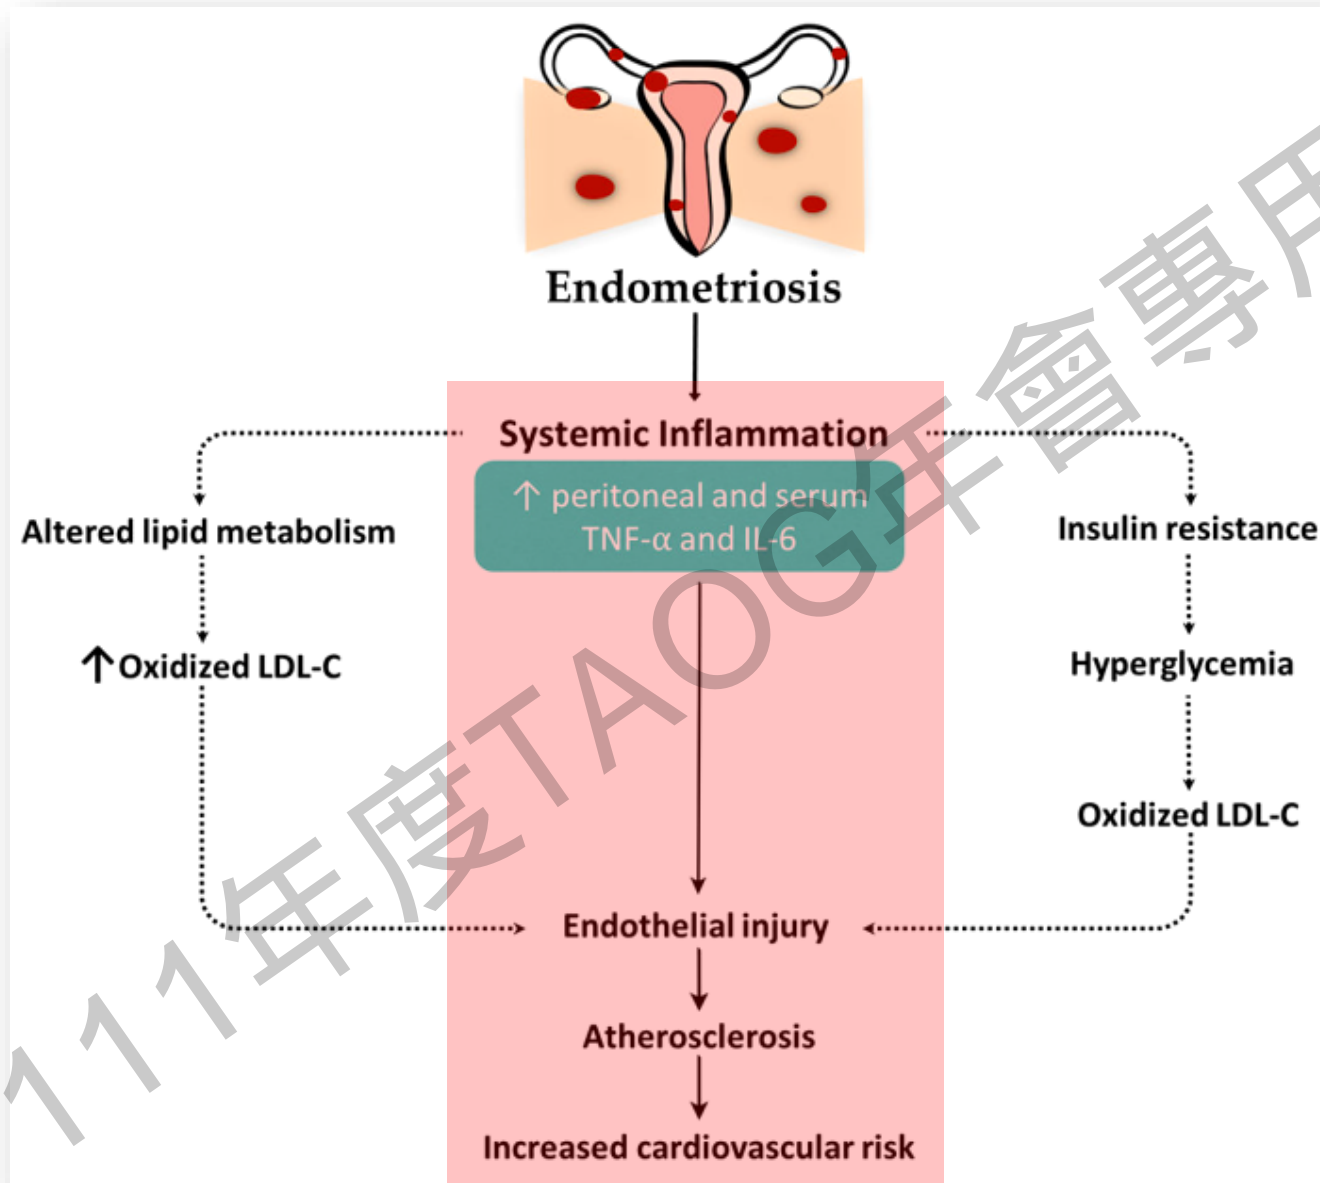 Endometriosis
Systemic Inflammation
↑ peritoneal and serum
TNF-α and IL-6
Altered lipid metabolism
↑Oxidized LDL-C
Insulin resistance
Hyperglycemia
Oxidized LDL-C
Endothelial injury
Atherosclerosis
Increased cardiovascular risk
111年度TAOG年會專用